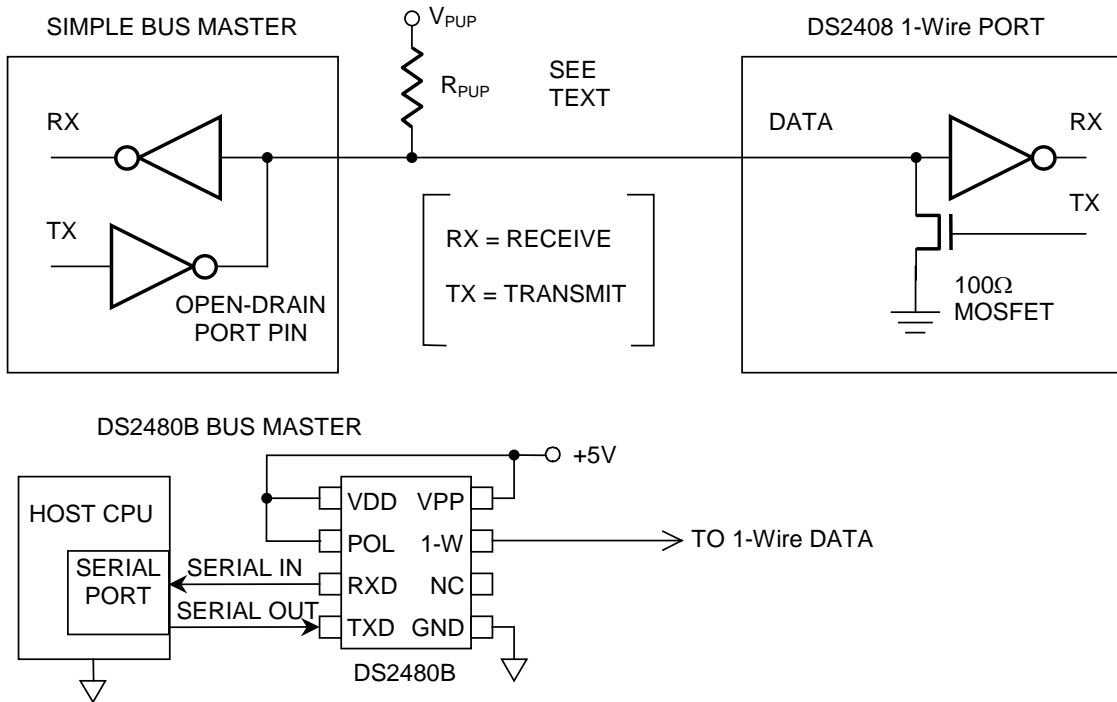 SIMPLE BUS MASTER
V_PUP
DS2408 1-Wire PORT
R_PUP
SEE
TEXT
RX
DATA
RX
TX
TX
RX = RECEIVE
TX = TRANSMIT
OPEN-DRAIN
PORT PIN
100Ω
MOSFET
DS2480B BUS MASTER
+5V
HOST CPU
VDD
VPP
POL
1-W
TO 1-Wire DATA
SERIAL
PORT
SERIAL IN
RXD
NC
SERIAL OUT
TXD
GND
DS2480B